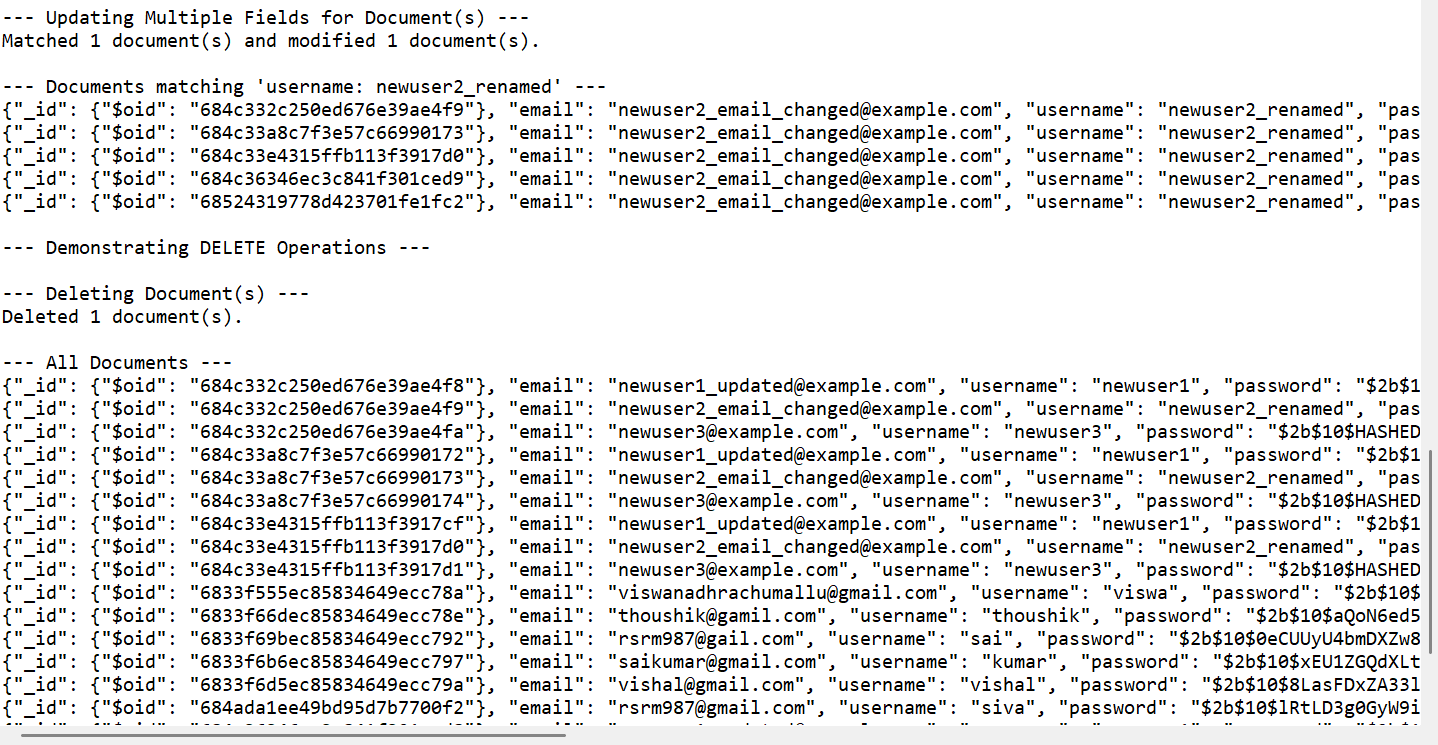 --- Updating Multiple Fields for Document(s) ---
Matched 1 document(s) and modified 1 document(s).
--- Documents matching 'username: newuser2_renamed' ---
{"_id": {"$oid": "684c332c250ed676e39ae4f9"}, "email": "newuser2_email_changed@example.com", "username": "newuser2_renamed", "pas
{"_id": {"$oid": "684c33a8c7f3e57c66990173"}, "email": "newuser2_email_changed@example.com", "username": "newuser2_renamed", "pas
{"_id": {"$oid": "684c33e4315ffb113f3917d0"}, "email": "newuser2_email_changed@example.com", "username": "newuser2_renamed", "pas
{"_id": {"$oid": "684c36346ec3c841f301ced9"}, "email": "newuser2_email_changed@example.com", "username": "newuser2_renamed", "pas
{"_id": {"$oid": "68524319778d423701fe1fc2"}, "email": "newuser2_email_changed@example.com", "username": "newuser2_renamed", "pas
--- Demonstrating DELETE Operations ---
--- Deleting Document(s) ---
Deleted 1 document(s).
--- All Documents ---
{"_id": {"$oid": "684c332c250ed676e39ae4f8"}, "email": "newuser1_updated@example.com", "username": "newuser1", "password": "$2b$1
{"_id": {"$oid": "684c332c250ed676e39ae4f9"}, "email": "newuser2_email_changed@example.com", "username": "newuser2_renamed", "pas
{"_id": {"$oid": "684c332c250ed676e39ae4fa"}, "email": "newuser3@example.com", "username": "newuser3", "password": "$2b$10$HASHED
{"_id": {"$oid": "684c33a8c7f3e57c66990172"}, "email": "newuser1_updated@example.com", "username": "newuser1", "password": "$2b$1
{"_id": {"$oid": "684c33a8c7f3e57c66990173"}, "email": "newuser2_email_changed@example.com", "username": "newuser2_renamed", "pas
{"_id": {"$oid": "684c33a8c7f3e57c66990174"}, "email": "newuser3@example.com", "username": "newuser3", "password": "$2b$10$HASHED
{"_id": {"$oid": "684c33e4315ffb113f3917cf"}, "email": "newuser1_updated@example.com", "username": "newuser1", "password": "$2b$1
{"_id": {"$oid": "684c33e4315ffb113f3917d0"}, "email": "newuser2_email_changed@example.com", "username": "newuser2_renamed", "pas
{"_id": {"$oid": "684c33e4315ffb113f3917d1"}, "email": "newuser3@example.com", "username": "newuser3", "password": "$2b$10$HASHED
{"_id": {"$oid": "6833f555ec85834649ecc78a"}, "email": "viswanadhrachumallu@gmail.com", "username": "viswa", "password": "$2b$10$
{"_id": {"$oid": "6833f66dec85834649ecc78e"}, "email": "thoushik@gamil.com", "username": "thoushik", "password": "$2b$10$aQoN6ed5
{"_id": {"$oid": "6833f69bec85834649ecc792"}, "email": "rsrm987@gail.com", "username": "sai", "password": "$2b$10$0eCUUyU4bmDXZw8
{"_id": {"$oid": "6833f6b6ec85834649ecc797"}, "email": "saikumar@gmail.com", "username": "kumar", "password": "$2b$10$xEU1ZGQdXLt
{"_id": {"$oid": "6833f6d5ec85834649ecc79a"}, "email": "vishal@gmail.com", "username": "vishal", "password": "$2b$10$8LasFDxZA33l
{"_id": {"$oid": "684ada1ee49bd95d7b7700f2"}, "email": "rsrm987@gmail.com", "username": "siva", "password": "$2b$10$lRtLD3g0GyW9i